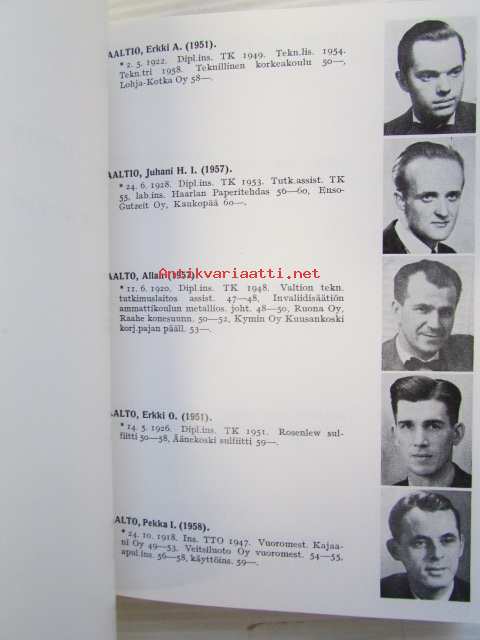 AALTIO, Erkki A. (1951).
* 2. 5. 1922. Dipl.ins. TK 1949. Tekn.lis. 1954.
Tekn.tri 1958. Teknillinen korkeakoulu 50—,
Lohja-Kotka Oy 58—.
AALTIO, Juhani H. I. (1957).
* 24. 6. 1928. Dipl.ins. TK 1953. Tutk.assist. TK
55, lab.ins. Haarlan Paperitehdas 56—60, Enso-
Gutzeit Oy, Kaukopää 60—.
Antikvariaatti.net
AALTO, Allan (1957).
* 11. 6. 1920. Dipl.ins. TK 1948. Valtion tekn.
tutkimuslaitos assist. 47—48, Invaliidisäätiön
ammattikoulun metallios. joht. 48—50, Ruona Oy,
Raahe konesuunn. 50—52, Kymin Oy Kuusankoski
korj.pajan pääll. 53—.
ALTO, Erkki O. (1951).
* 24. 5. 1926. Dipl.ins. TK 1951. Rosenlew sul-
fiitti 50—58, Äänekoski sulfiitti 59—.
ALTO, Pekka I. (1958).
* 24. 10. 1918. Ins. TTO 1947. Vuoromest. Kajaa-
ni Oy 49—53, Veitsiluoto Oy vuoromest. 54—55,
apul.ins. 56—58, käyttöins. 59—.